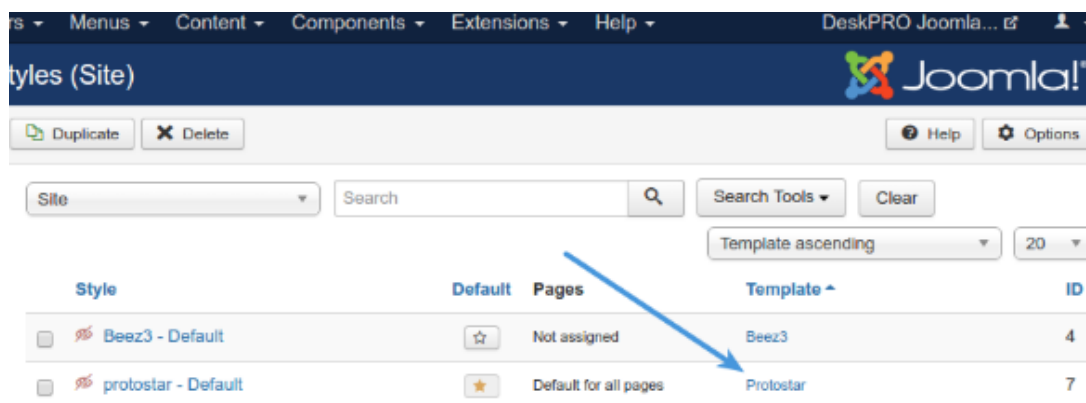 rs Menus Content Components Extensions Help DeskPRO Joomla...
tyles (Site) Joomla!
Duplicate Delete Help Options
Site Search Search Tools Clear
Template ascending 20
Style Default Pages Template ID
Beez3 - Default Not assigned Beez3 4
protostar - Default Default for all pages Protostar 7